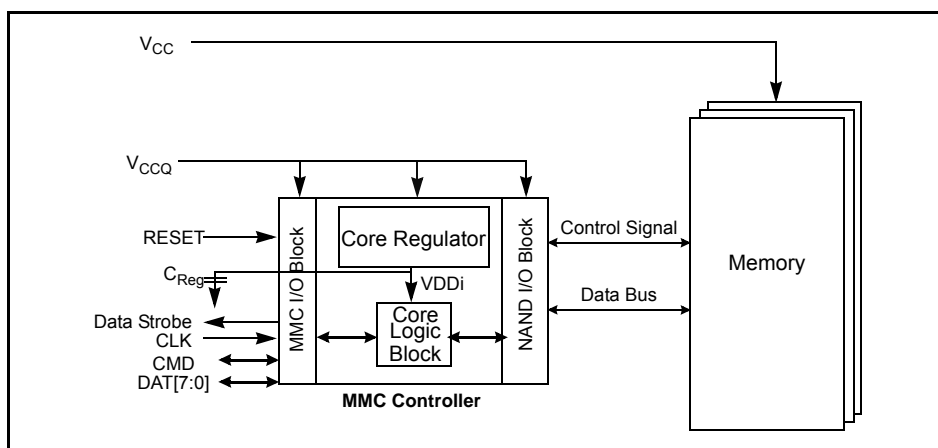 VCC
VCCQ
RESET
CReg
Data Strobe
CLK
CMD
DAT[7:0]
MMC I/O Block
Core Regulator
VDDi
Core
Logic
Block
NAND I/O Block
MMC Controller
Control Signal
Data Bus
Memory